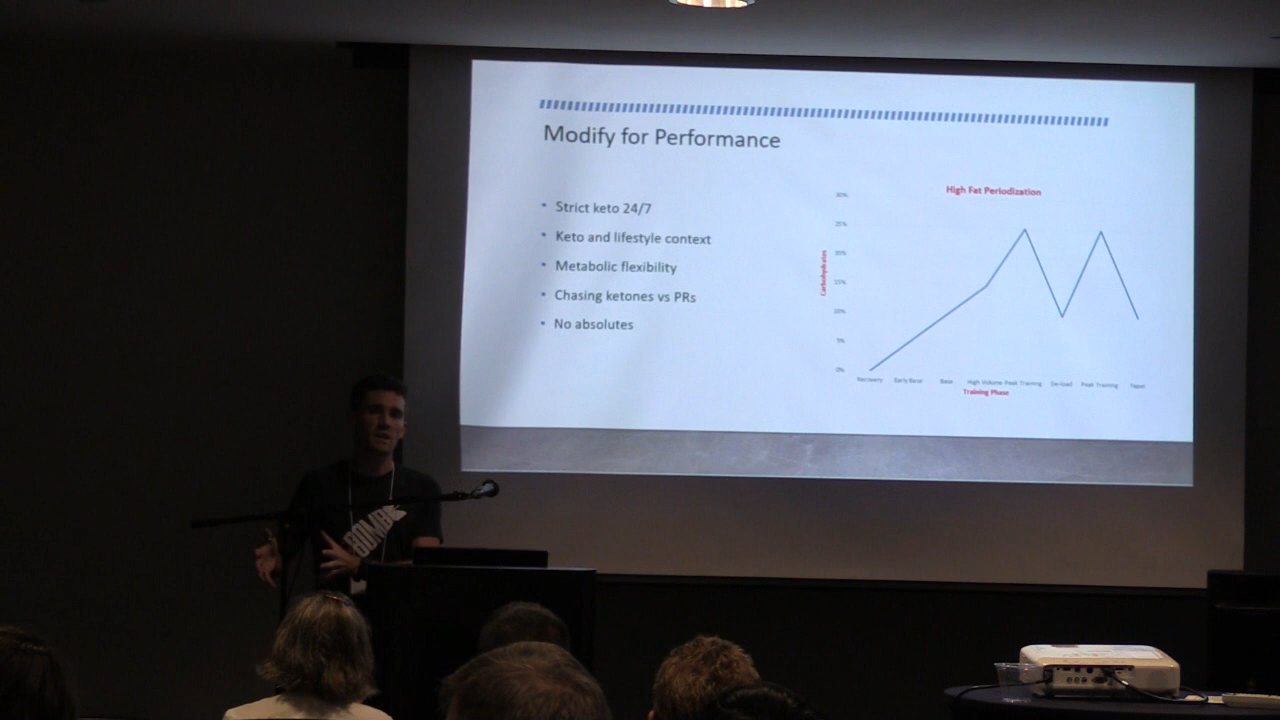 Modify for Performance
• Strict keto 24/7
• Keto and lifestyle context
• Metabolic flexibility
• Chasing ketones vs PRs
• No absolutes
High Fat Periodization
Carbohydrates
30%
25%
20%
15%
10%
5%
0%
Recovery Early Base Base High Volume Peak Training De-load Peak Training Taper
Training Phase